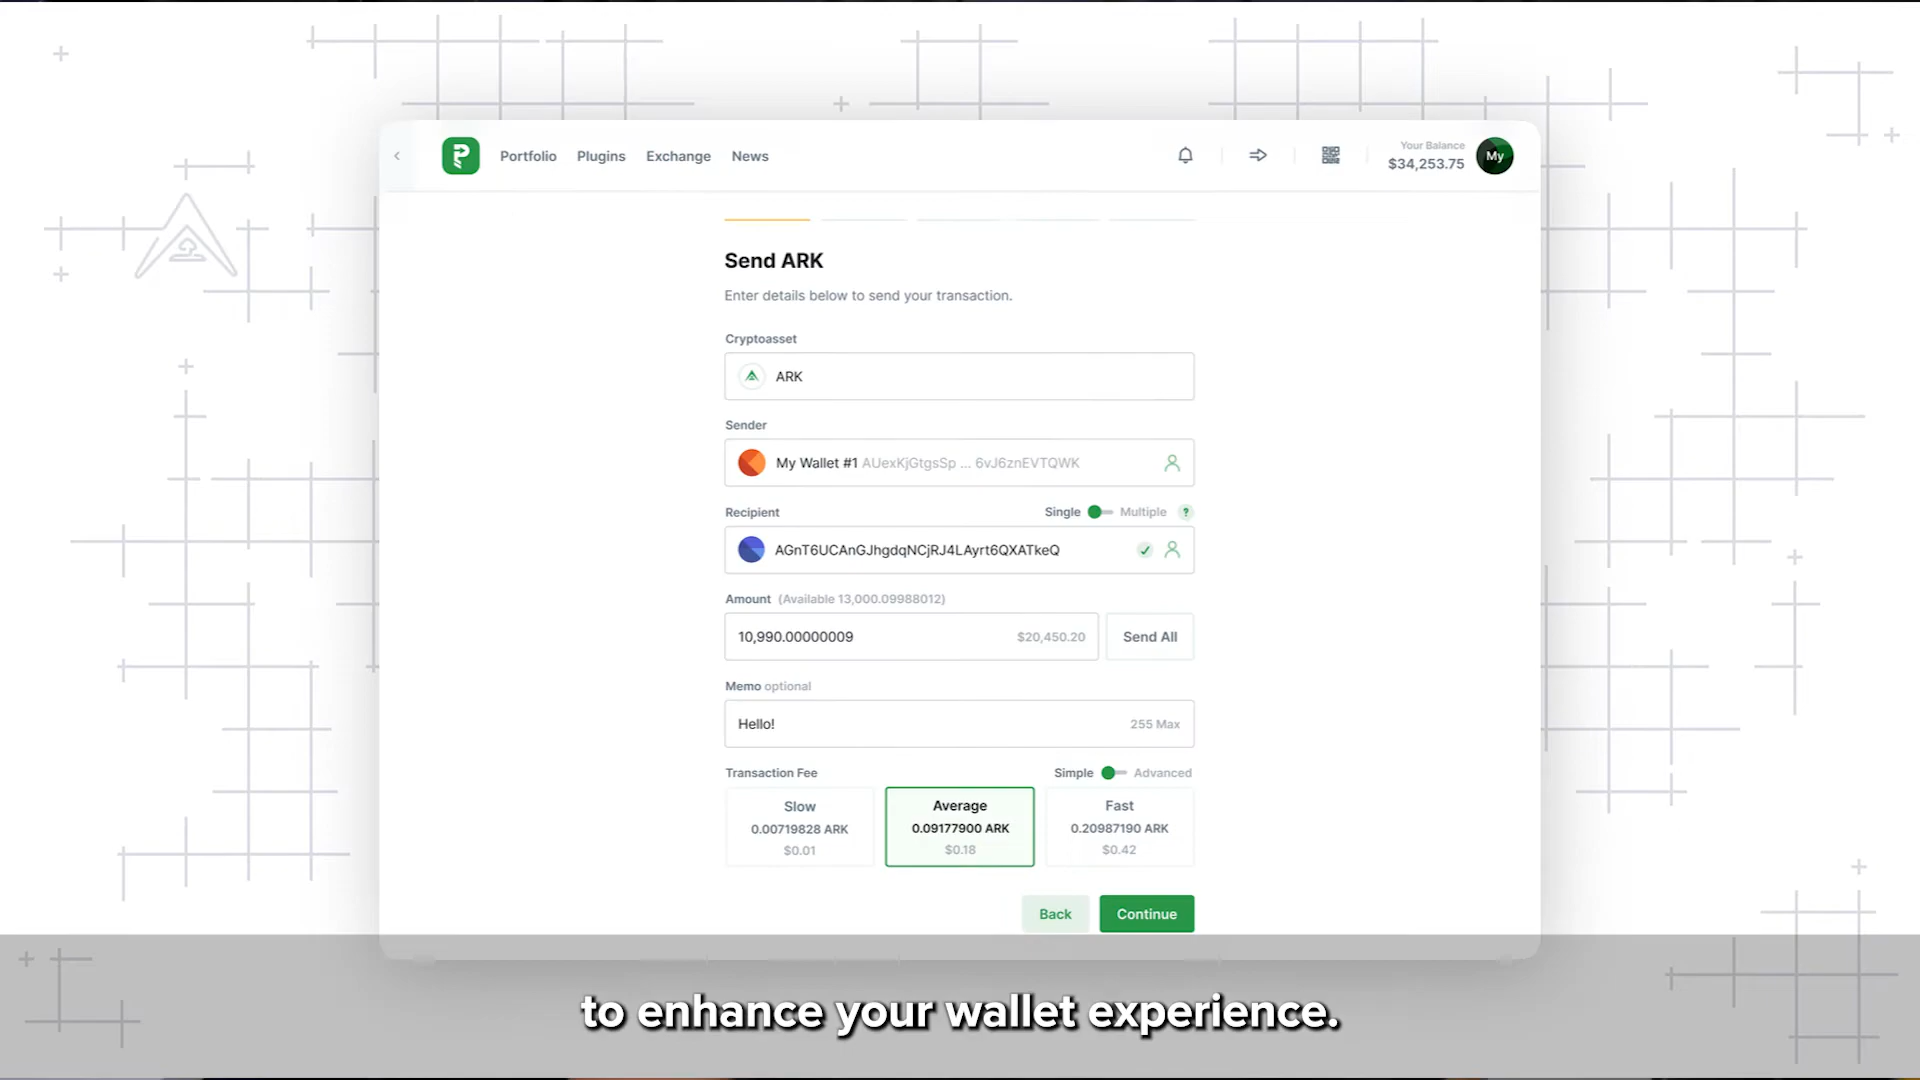 Portfolio Plugins Exchange News
Your Balance
$34,253.75
My
Send ARK
Enter details below to send your transaction.
Cryptoasset
ARK
Sender
My Wallet #1 AUexKjGtgsSp ... 6vJ6znEVTQWK
Recipient Single Multiple ?
AGnT6UCAnGJhgdqNCjRJ4LAyrt6QXATkeQ
Amount (Available 13,000.09988012)
10,990.00000009 $20,450.20 Send All
Memo optional
Hello! 255 Max
Transaction Fee Simple Advanced
Slow Average Fast
0.00719828 ARK 0.09177900 ARK 0.20987190 ARK
$0.01 $0.18 $0.42
Back Continue
to enhance your wallet experience.